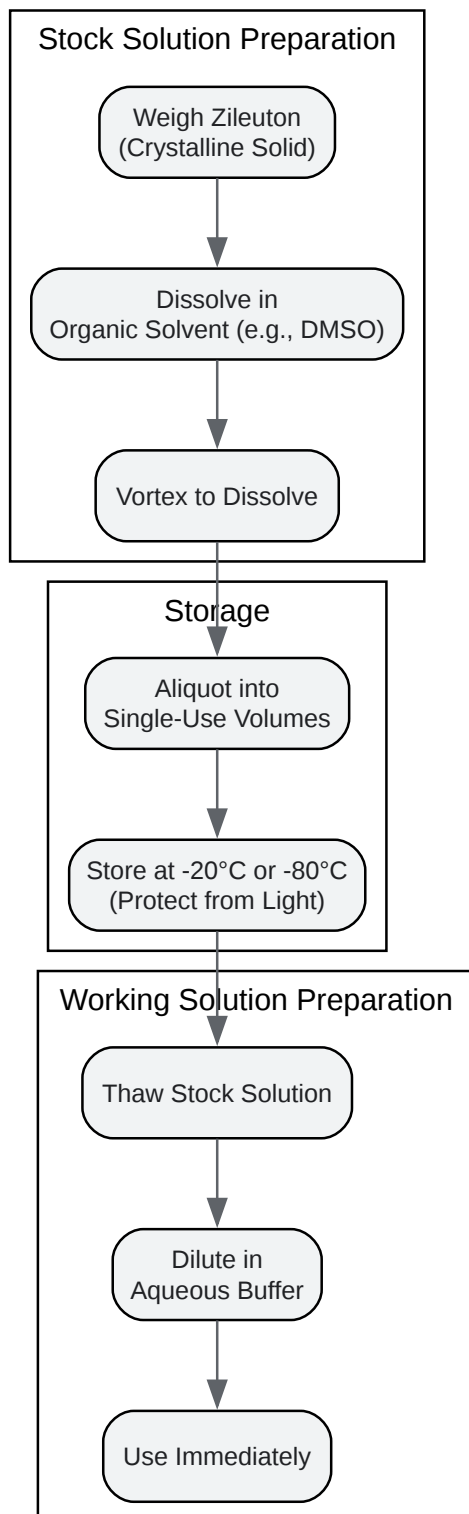 Stock Solution Preparation
Weigh Zileuton
(Crystalline Solid)
Dissolve in
Organic Solvent (e.g., DMSO)
Vortex to Dissolve
Storage
Aliquot into
Single-Use Volumes
Store at -20°C or -80°C
(Protect from Light)
Working Solution Preparation
Thaw Stock Solution
Dilute in
Aqueous Buffer
Use Immediately